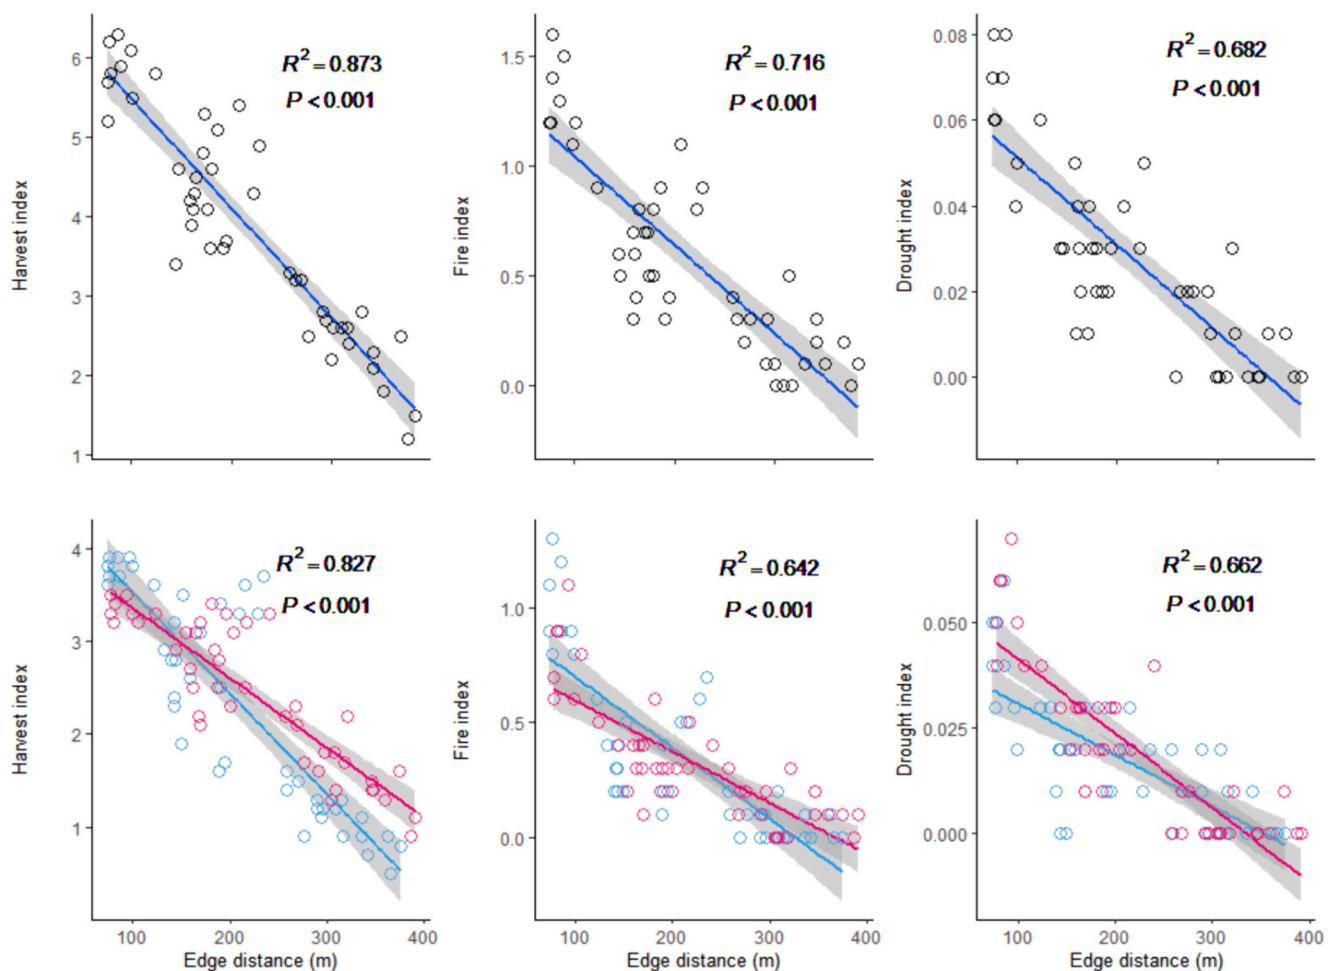 R² = 0.873
P < 0.001
Harvest index
6
5
4
3
2
1
R² = 0.716
P < 0.001
Fire index
1.5
1.0
0.5
0.0
R² = 0.682
P < 0.001
Drought index
0.08
0.06
0.04
0.02
0.00
R² = 0.827
P < 0.001
Harvest index
4
3
2
1
100 200 300 400
Edge distance (m)
R² = 0.642
P < 0.001
Fire index
1.0
0.5
0.0
100 200 300 400
Edge distance (m)
R² = 0.662
P < 0.001
Drought index
0.050
0.025
0.000
100 200 300 400
Edge distance (m)